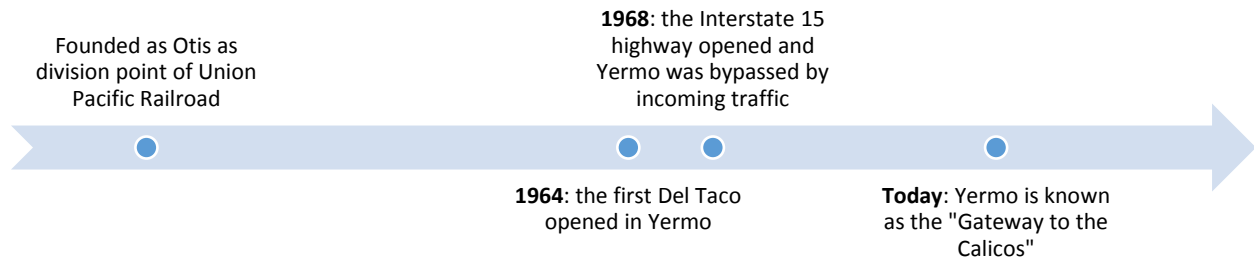 Founded as Otis as
division point of Union
Pacific Railroad
1968: the Interstate 15
highway opened and
Yermo was bypassed by
incoming traffic
1964: the first Del Taco
opened in Yermo
Today: Yermo is known
as the "Gateway to the
Calicos"